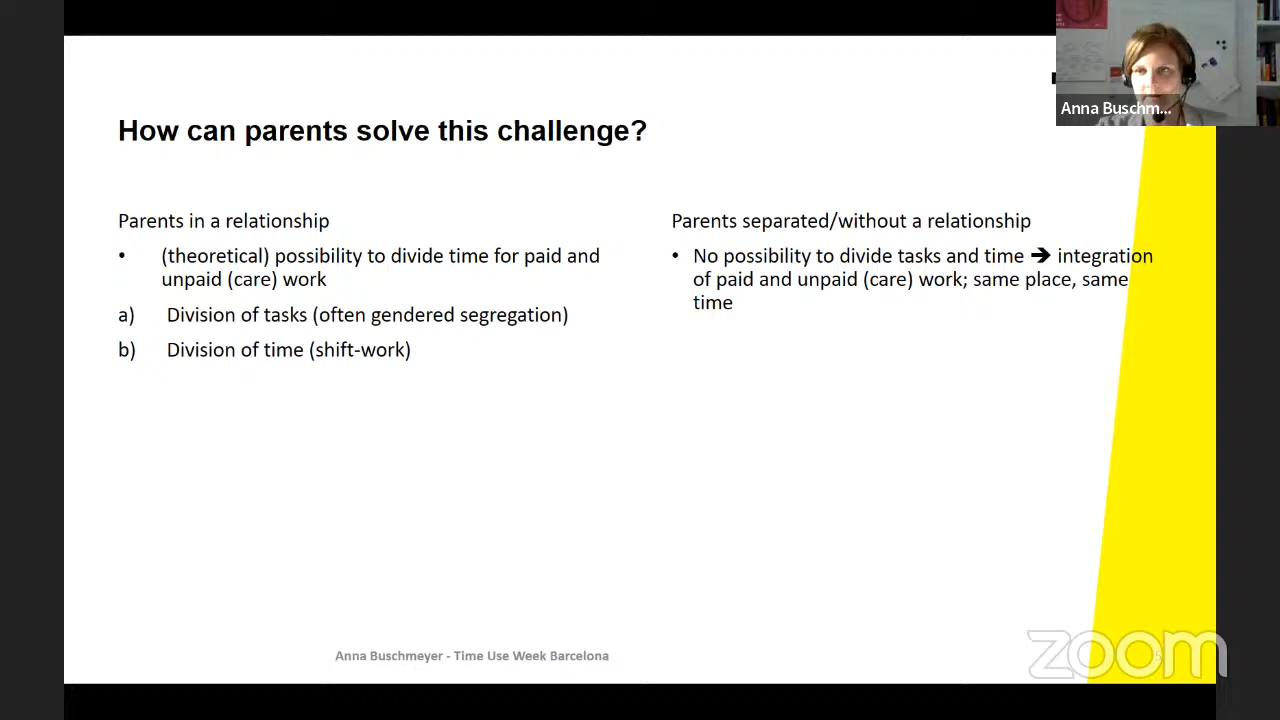 Anna Buschm...
How can parents solve this challenge?
Parents in a relationship
• (theoretical) possibility to divide time for paid and
unpaid (care) work
a) Division of tasks (often gendered segregation)
b) Division of time (shift-work)
Parents separated/without a relationship
• No possibility to divide tasks and time ➔ integration
of paid and unpaid (care) work; same place, same
time
Anna Buschmeyer - Time Use Week Barcelona
zoom